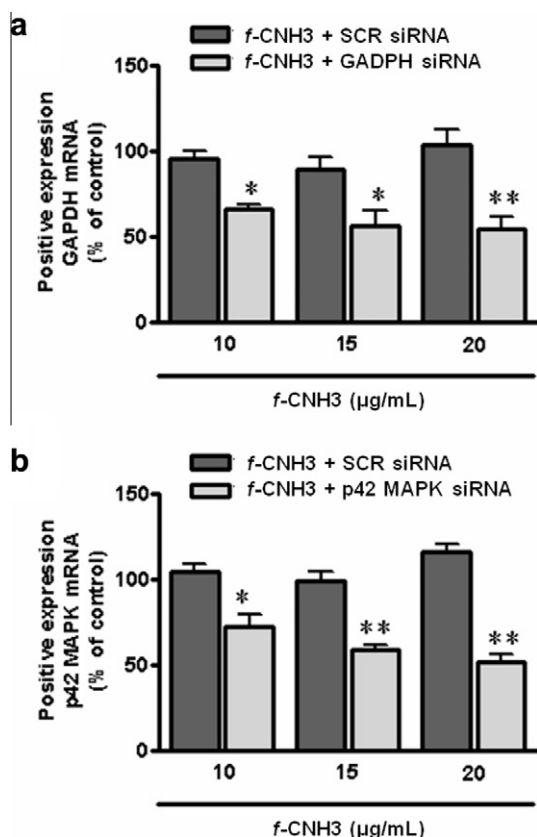 a
f-CNH3 + SCR siRNA
f-CNH3 + GADPH siRNA
Positive expression
GAPDH mRNA
(% of control)
150
100
50
0
*
*
**
10 15 20
f-CNH3 (μg/mL)
b
f-CNH3 + SCR siRNA
f-CNH3 + p42 MAPK siRNA
Positive expression
p42 MAPK mRNA
(% of control)
150
100
50
0
*
**
**
10 15 20
f-CNH3 (μg/mL)